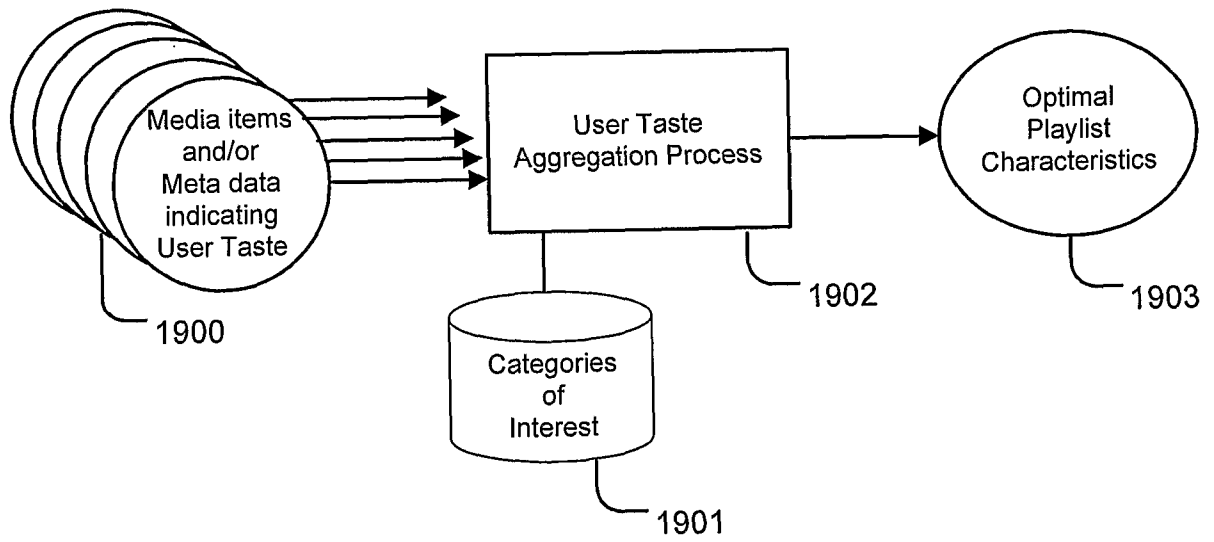 Media items
and/or
Meta data
indicating
User Taste
1900
User Taste
Aggregation Process
1902
Optimal
Playlist
Characteristics
1903
Categories
of
Interest
1901